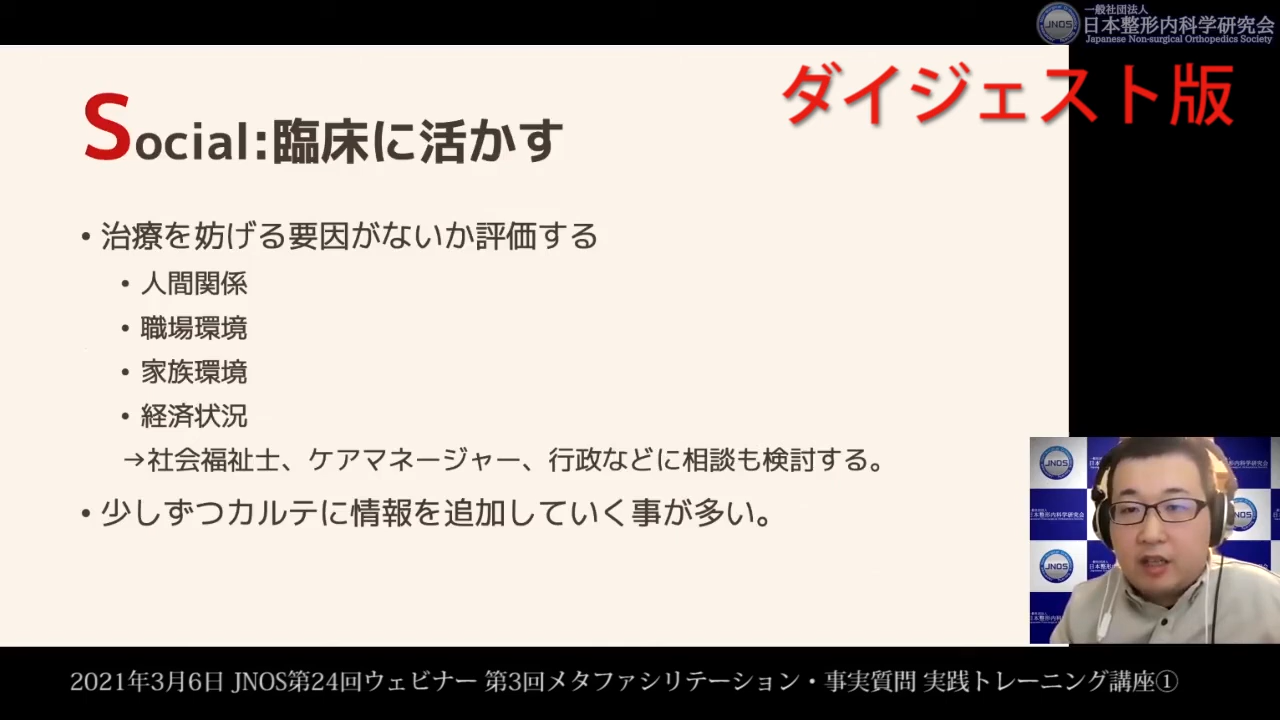 一般社団法人
JNOS
日本整形内科学研究会
Japanese Non-surgical Orthopedics Society
ダイジェスト版
Social:臨床に活かす
• 治療を妨げる要因がないか評価する
• 人間関係
• 職場環境
• 家族環境
• 経済状況
→社会福祉士、ケアマネージャー、行政などに相談も検討する。
• 少しずつカルテに情報を追加していく事が多い。
JNOS
JNOS
2021年3月6日 JNOS第24回ウェビナー 第3回メタファシリテーション・事実質問 実践トレーニング講座①